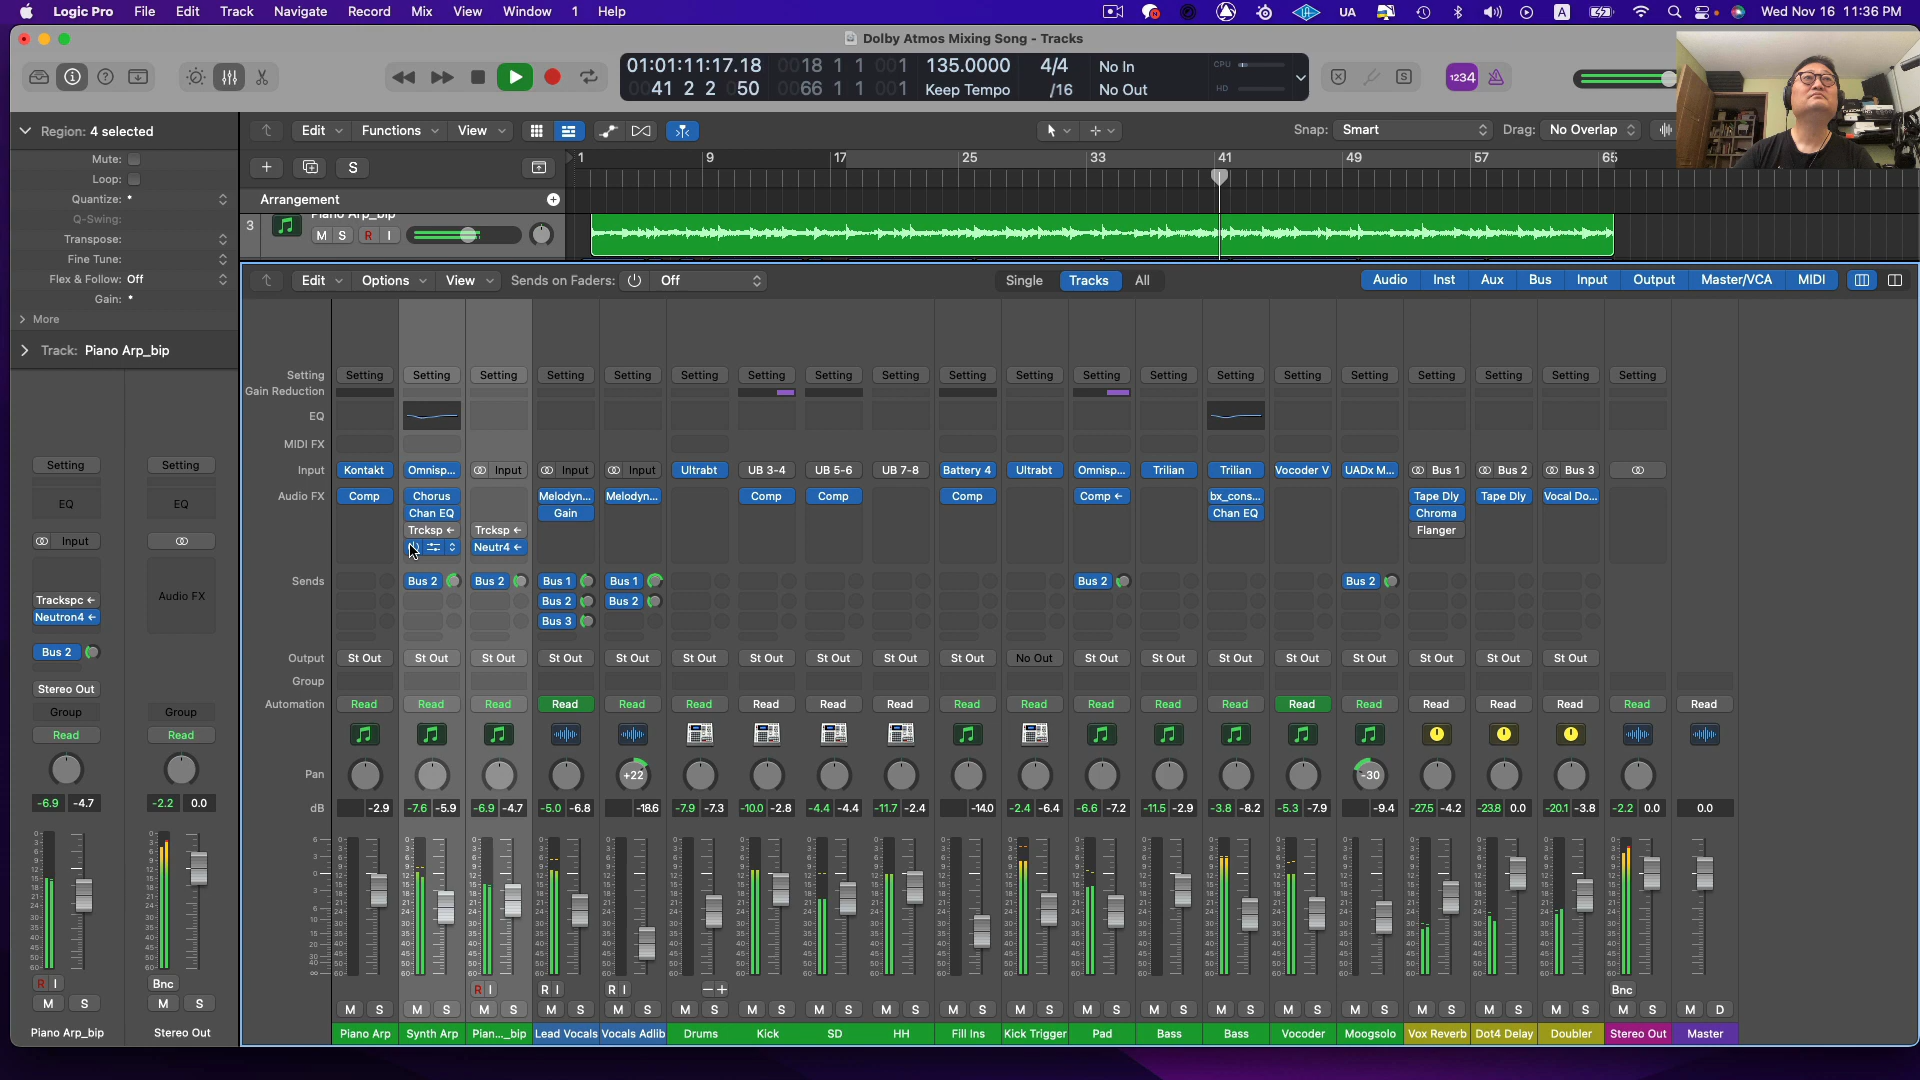 Logic Pro File Edit Track Navigate Record Mix View Window 1 Help UA A Wed Nov 16 11:36 PM
Dolby Atmos Mixing Song - Tracks
01:01:11:17.18 0018 1 1 001 135.0000 4/4 No In CPU
0041 2 2 050 0066 1 1 001 Keep Tempo /16 No Out HD
S 1234
Region: 4 selected Edit Functions View Snap: Smart Drag: No Overlap
Mute: S 1 9 17 25 33 41 49 57 65
Loop:
Quantize: Arrangement
Q-Swing: 3 Piano Arp_bip
Transpose: M S R I
Fine Tune:
Flex & Follow: Off Edit Options View Sends on Faders: Off Single Tracks All Audio Inst Aux Bus Input Output Master/VCA MIDI
Gain:
More
Track: Piano Arp_bip
Setting Setting Setting Setting Setting Setting Setting Setting Setting Setting Setting Setting Setting Setting Setting Setting Setting Setting Setting Setting Setting
Gain Reduction
EQ
MIDI FX
Input Kontakt Omnisp... Input Input Input Ultrabt UB 3-4 UB 5-6 UB 7-8 Battery 4 Ultrabt Omnisp... Trilian Trilian Vocoder V UADx M... Bus 1 Bus 2 Bus 3
Audio FX Comp Chorus Melodyn... Melodyn... Comp Comp Comp Comp bx_cons... Tape Dly Tape Dly Vocal Do...
Chan EQ Gain Chan EQ Chroma
Trcksp Trcksp Flanger
Neutr4
Sends Bus 2 Bus 2 Bus 1 Bus 1 Bus 2 Bus 2
Bus 2 Bus 2
Bus 3
Output St Out St Out St Out St Out St Out St Out St Out St Out St Out St Out No Out St Out St Out St Out St Out St Out St Out St Out St Out
Group
Automation Read Read Read Read Read Read Read Read Read Read Read Read Read Read Read Read Read Read Read Read Read
Pan +22 -30
dB -2.9 -7.6 -5.9 -6.9 -4.7 -5.0 -6.8 -18.6 -7.9 -7.3 -10.0 -2.8 -4.4 -4.4 -11.7 -2.4 -14.0 -2.4 -6.4 -6.6 -7.2 -11.5 -2.9 -3.8 -8.2 -5.3 -7.9 -9.4 -27.5 -4.2 -23.8 0.0 -20.1 -3.8 -2.2 0.0 0.0
R I R I R I Bnc
M S M S M S M S M S M S M S M S M S M S M S M S M S M S M S M S M S M S M S M S M D
Piano Arp Synth Arp Pian..._bip Lead Vocals Vocals Adlib Drums Kick SD HH Fill Ins Kick Trigger Pad Bass Bass Vocoder Moogsolo Vox Reverb Dot4 Delay Doubler Stereo Out Master
Setting Setting
EQ EQ
Input
Trackspc Audio FX
Neutron4
Bus 2
Stereo Out
Group Group
Read Read
-6.9 -4.7 -2.2 0.0
R I Bnc
M S M S
Piano Arp_bip Stereo Out